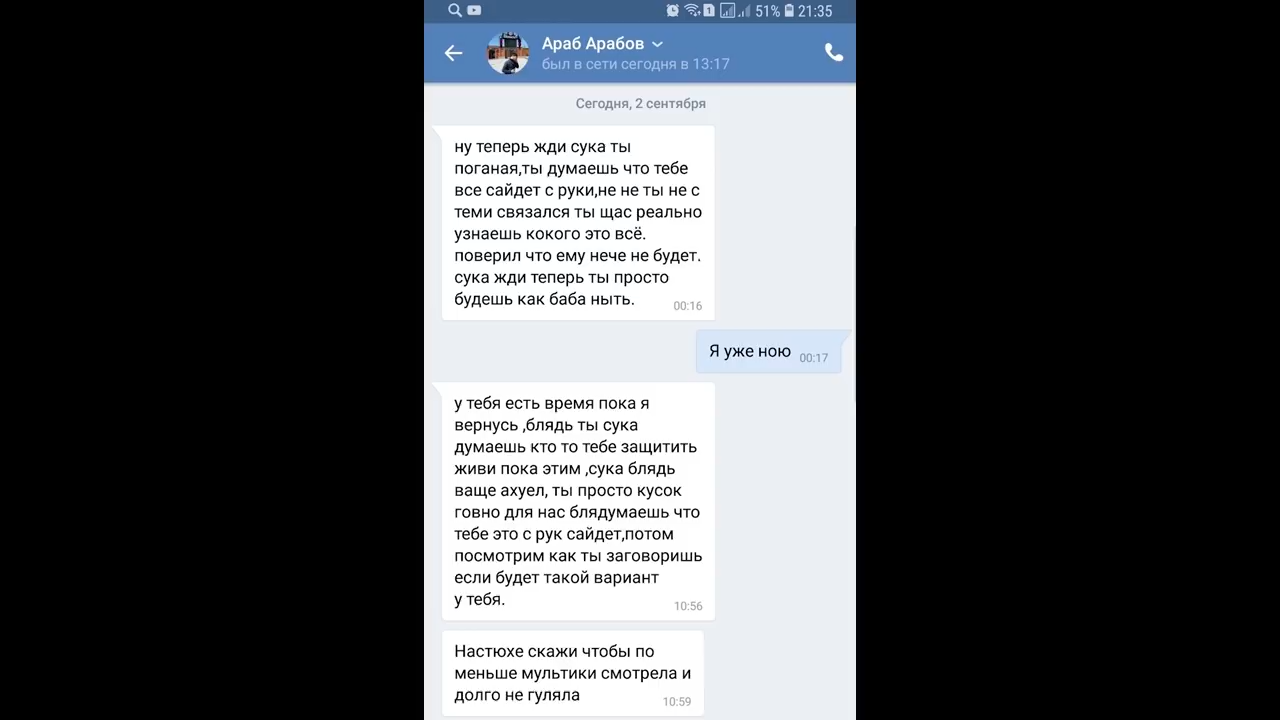 51% 21:35
Араб Арабов
был в сети сегодня в 13:17
Сегодня, 2 сентября
ну теперь жди сука ты
поганая,ты думаешь что тебе
все сайдет с руки,не не ты не с
теми связался ты щас реально
узнаешь кокого это всё.
поверил что ему нече не будет.
сука жди теперь ты просто
будешь как баба ныть.
00:16
Я уже ною
00:17
у тебя есть время пока я
вернусь ,блядь ты сука
думаешь кто то тебе защитить
живи пока этим ,сука блядь
ваще ахуел, ты просто кусок
говно для нас блядумаешь что
тебе это с рук сайдет,потом
посмотрим как ты заговоришь
если будет такой вариант
у тебя.
10:56
Настюхе скажи чтобы по
меньше мультики смотрела и
долго не гуляла
10:59